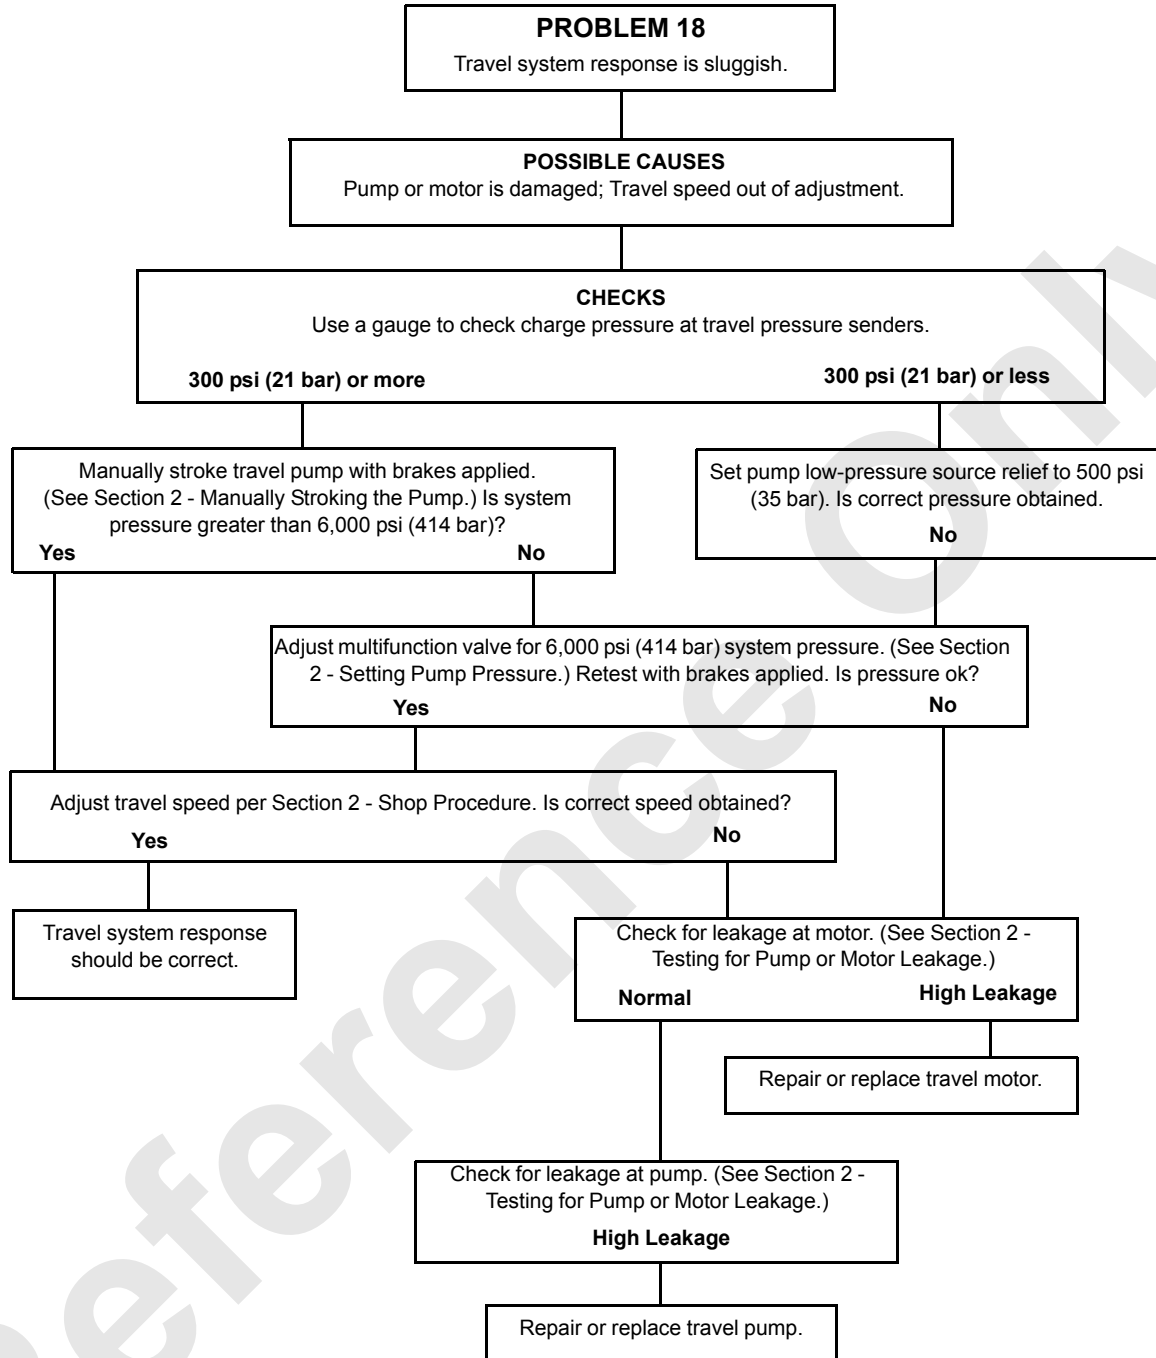 PROBLEM 18
Travel system response is sluggish.
POSSIBLE CAUSES
Pump or motor is damaged; Travel speed out of adjustment.
CHECKS
Use a gauge to check charge pressure at travel pressure senders.
300 psi (21 bar) or more
300 psi (21 bar) or less
Manually stroke travel pump with brakes applied.
(See Section 2 - Manually Stroking the Pump.) Is system
pressure greater than 6,000 psi (414 bar)?
Yes
No
Set pump low-pressure source relief to 500 psi
(35 bar). Is correct pressure obtained.
No
Adjust multifunction valve for 6,000 psi (414 bar) system pressure. (See Section
2 - Setting Pump Pressure.) Retest with brakes applied. Is pressure ok?
Yes
No
Adjust travel speed per Section 2 - Shop Procedure. Is correct speed obtained?
Yes
No
Travel system response
should be correct.
Check for leakage at motor. (See Section 2 -
Testing for Pump or Motor Leakage.)
Normal
High Leakage
Repair or replace travel motor.
Check for leakage at pump. (See Section 2 -
Testing for Pump or Motor Leakage.)
High Leakage
Repair or replace travel pump.
Reference Only